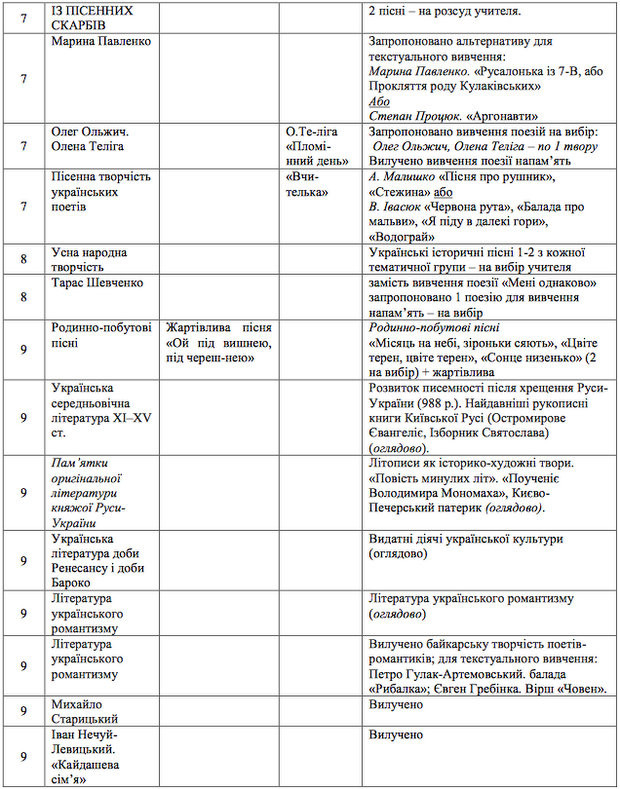 7
ІЗ ПІСЕННИХ
СКАРБІВ
2 пісні – на розсуд учителя.
7
Марина Павленко
Запропоновано альтернативу для
текстуального вивчення:
Марина Павленко. «Русалонька із 7-В, або
Прокляття роду Кулаківських»
Або
Степан Процюк. «Аргонавти»
7
Олег Ольжич.
Олена Теліга
О.Те-ліга
«Пломі-
нний день»
Запропоновано вивчення поезій на вибір:
Олег Ольжич, Олена Теліга – по 1 твору
Вилучено вивчення поезії напам’ять
7
Пісенна творчість
українських
поетів
«Вчи-
телька»
А. Малишко «Пісня про рушник»,
«Стежина» або
В. Івасюк «Червона рута», «Балада про
мальви», «Я піду в далекі гори»,
«Водограй»
8
Усна народна
творчість
Українські історичні пісні 1-2 з кожної
тематичної групи – на вибір учителя
8
Тарас Шевченко
замість вивчення поезії «Мені однаково»
запропоновано 1 поезію для вивчення
напам’ять – на вибір
9
Родинно-побутові
пісні
Жартівлива пісня
«Ой під вишнею,
під череш-нею»
Родинно-побутові пісні
«Місяць на небі, зіроньки сяють», «Цвіте
терен, цвіте терен», «Сонце низенько» (2
на вибір) + жартівлива
9
Українська
середньовічна
література ХІ–ХV
ст.
Розвиток писемності після хрещення Руси-
України (988 р.). Найдавніші рукописні
книги Київської Русі (Остромирове
Євангеліє, Ізборник Святослава)
(оглядово).
9
Пам’ятки
оригінальної
літератури
княжої Руси-
України
Літописи як історико-художні твори.
«Повість минулих літ». «Поученіє
Володимира Мономаха», Києво-
Печерський патерик (оглядово).
9
Українська
література доби
Ренесансу і доби
Бароко
Видатні діячі української культури
(оглядово)
9
Література
українського
романтизму
Література українського романтизму
(оглядово)
9
Література
українського
романтизму
Вилучено байкарську творчість поетів-
романтиків; для текстуального вивчення:
Петро Гулак-Артемовський. балада
«Рибалка»; Євген Гребінка. Вірш «Човен».
9
Михайло
Старицький
Вилучено
9
Іван Нечуй-
Левицький.
«Кайдашева
сім’я»
Вилучено